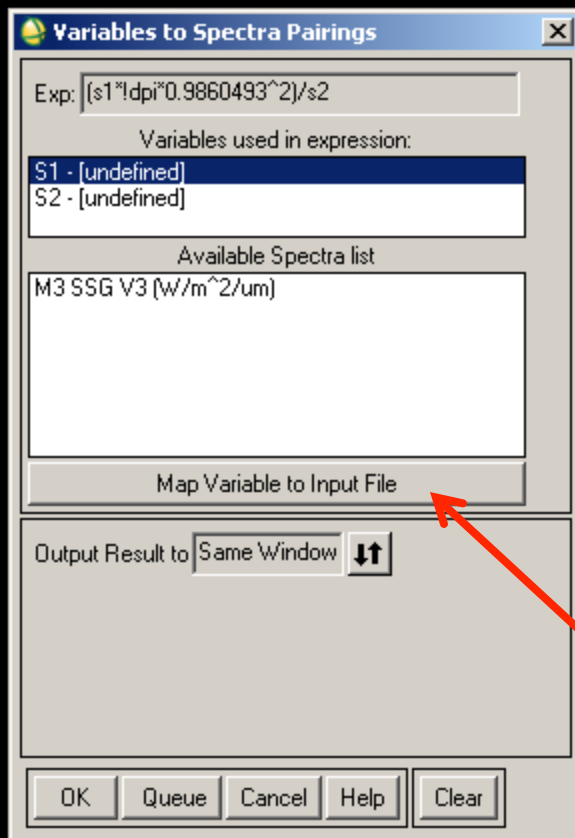 Variables to Spectra Pairings
Exp: (s1*!dpi*0.9860493^2)/s2
Variables used in expression:
S1 - [undefined]
S2 - [undefined]
Available Spectra list
M3 SSG V3 (W/m^2/um)
Map Variable to Input File
Output Result to Same Window
OK Queue Cancel Help Clear